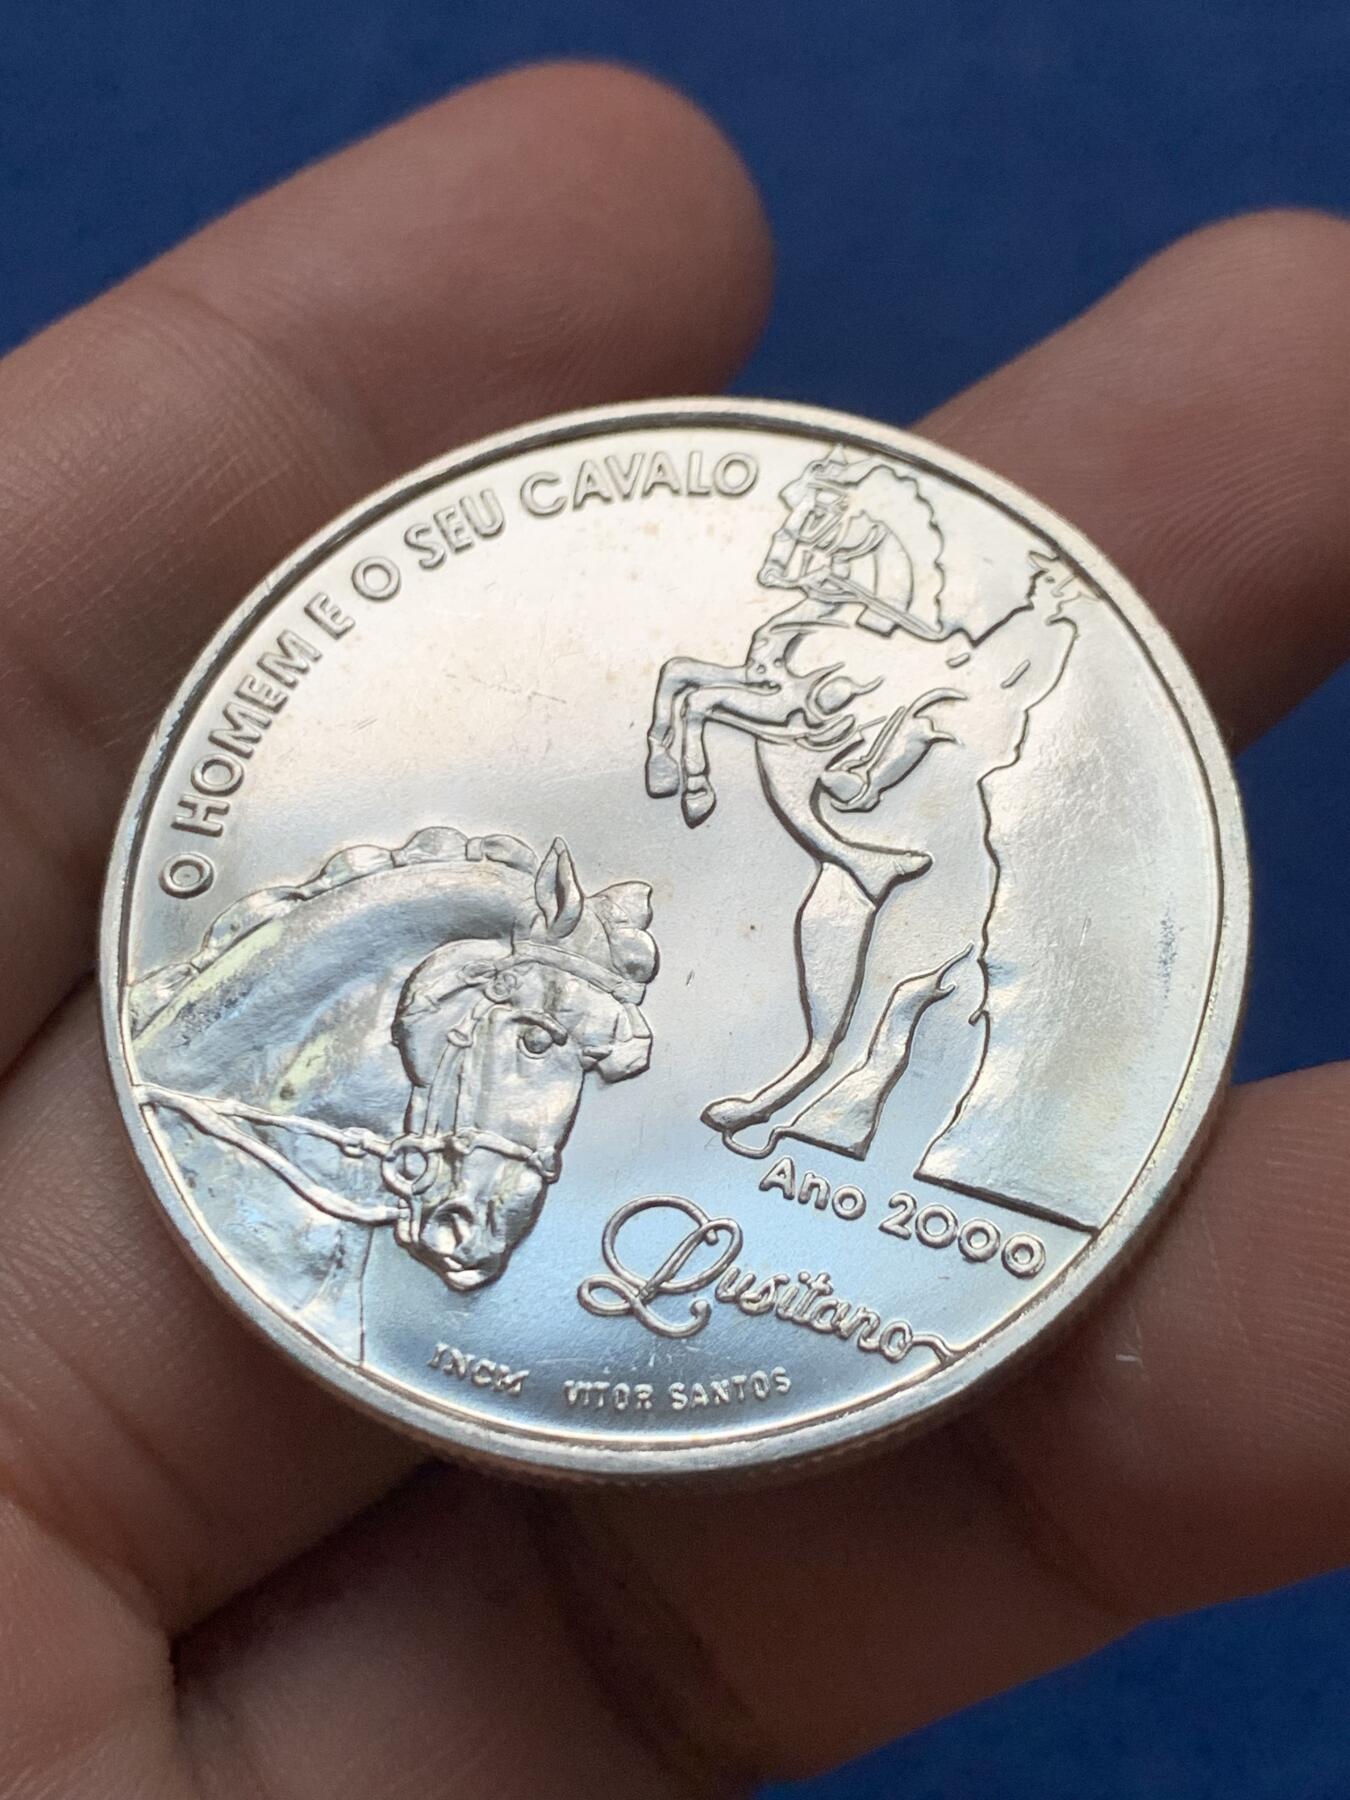 O HOMEM E O SEU CAVALO
Ano 2000
Lusitano
INCM VITOR SANTOS